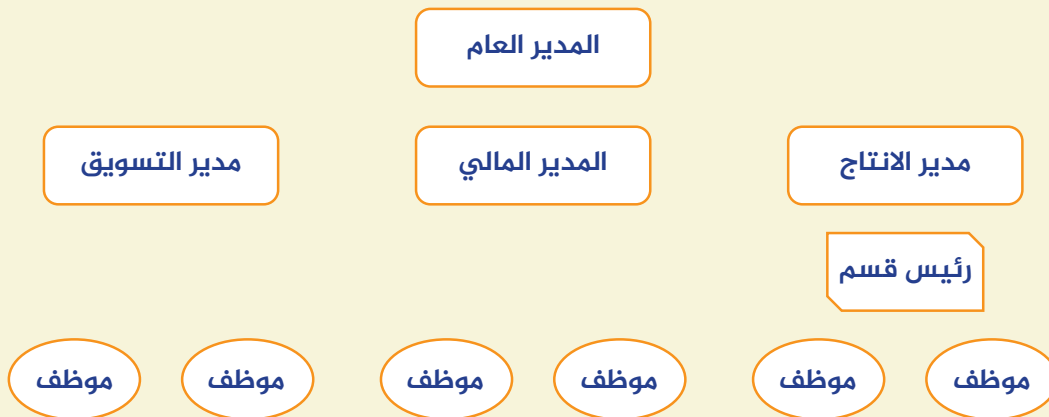 المدير العام
مدير الانتاج
المدير المالي
مدير التسويق
رئيس قسم
موظف
موظف
موظف
موظف
موظف
موظف